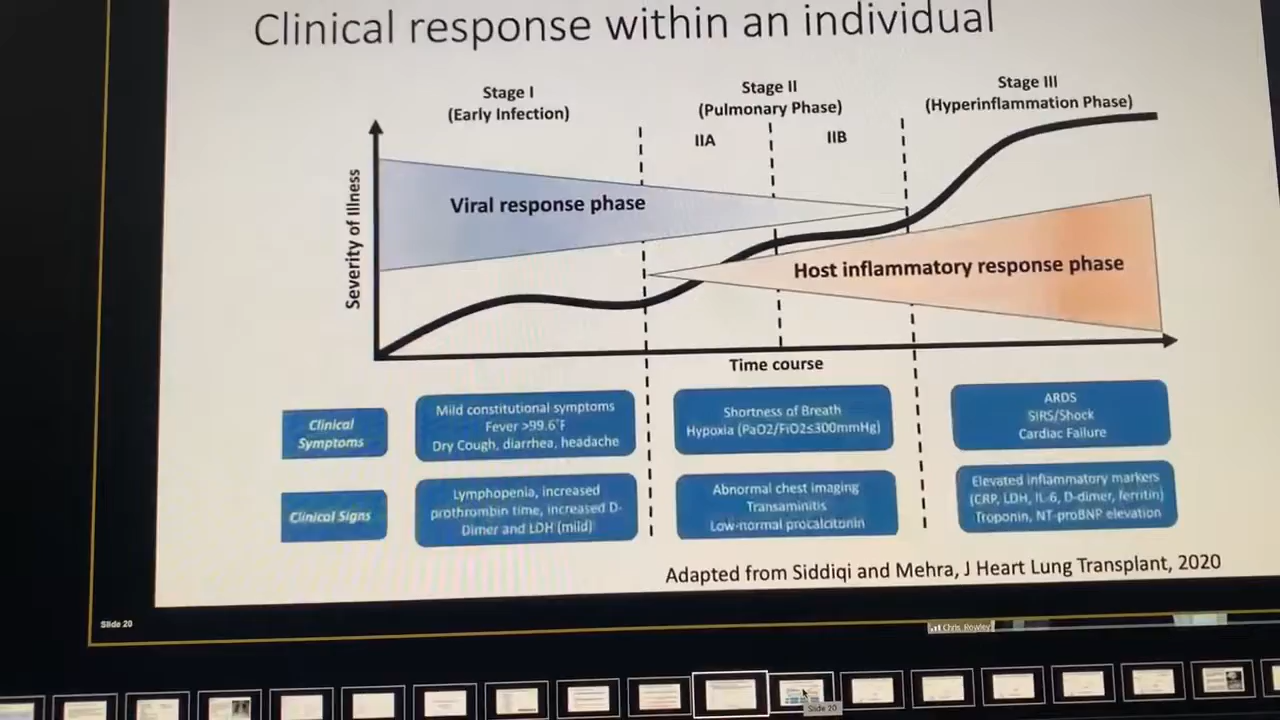 Clinical response within an individual
Stage I
(Early Infection)
Stage II
(Pulmonary Phase)
Stage III
(Hyperinflammation Phase)
IIA
IIB
Severity of Illness
Viral response phase
Host inflammatory response phase
Time course
Clinical
Symptoms
Mild constitutional symptoms
Fever >99.6°F
Dry Cough, diarrhea, headache
Shortness of Breath
Hypoxia (PaO2/FiO2≤300mmHg)
ARDS
SIRS/Shock
Cardiac Failure
Clinical Signs
Lymphopenia, increased
prothrombin time, increased D-
Dimer and LDH (mild)
Abnormal chest imaging
Transaminitis
Low-normal procalcitonin
Elevated inflammatory markers
(CRP, LDH, IL-6, D-dimer, ferritin)
Troponin, NT-proBNP elevation
Adapted from Siddiqi and Mehra, J Heart Lung Transplant, 2020
Slide 20
Chris_Rowley
Slide 20